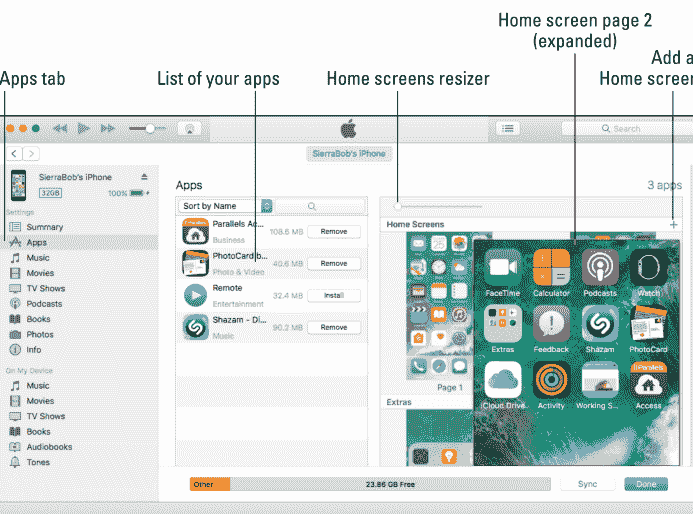 Home screen page 2
(expanded)
Add a
Apps tab
List of your apps
Home screens resizer
Home screen
Search
SierraBob's iPhone
SierraBob's iPhone
32GB
100%
Apps
3 apps
Settings
Sort by Name
Summary
Apps
Music
Movies
TV Shows
Podcasts
Books
Photos
Info
On My Device
Music
Movies
TV Shows
Books
Audiobooks
Tones
Parallels Ac...
Business
108.6 MB
Remove
PhotoCard b...
Photo & Video
40.6 MB
Remove
Remote
Entertainment
32.4 MB
Install
Shazam - Di...
Music
90.2 MB
Remove
Home Screens
Page 1
Extras
FaceTime
Calculator
Podcasts
Watch
Extras
Feedback
Shazam
PhotoCard
iCloud Drive
Activity
Working S...
Parallels
Access
Other
23.86 GB Free
Sync
Done